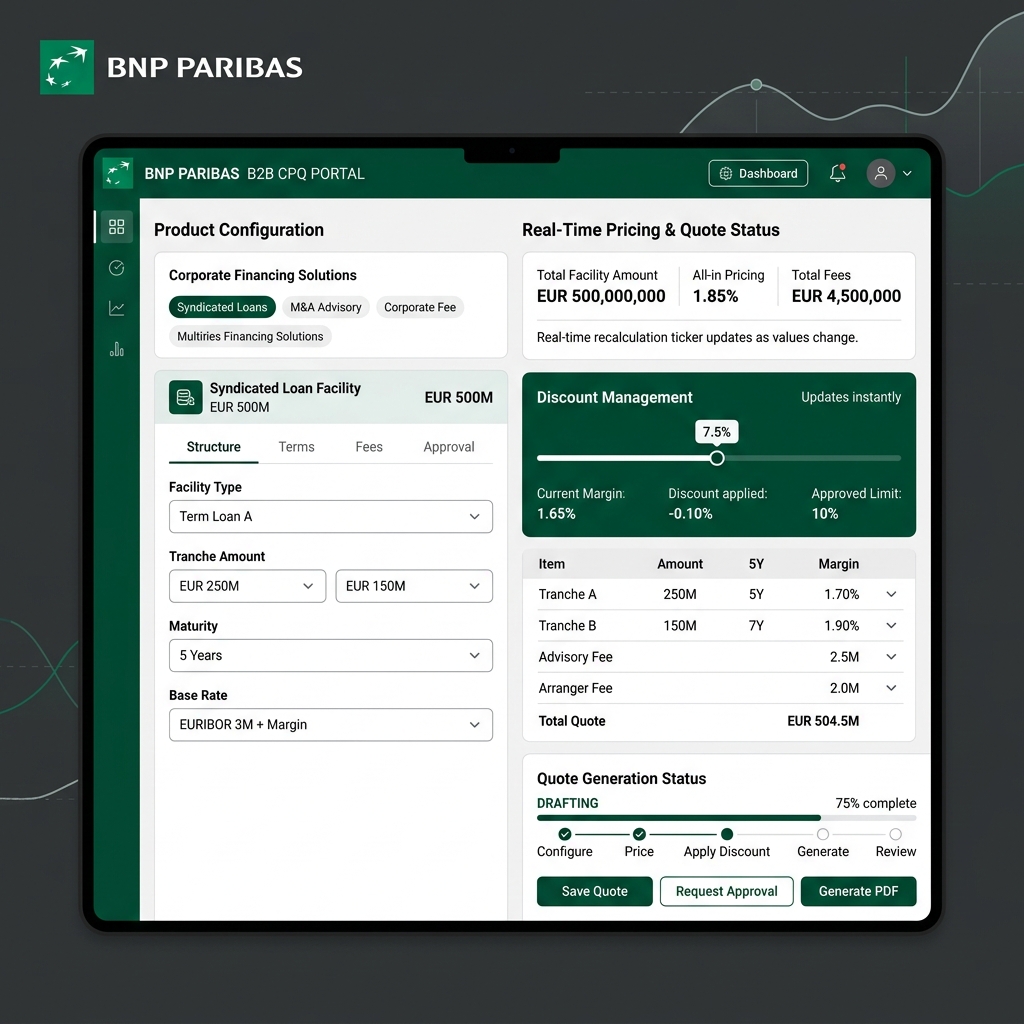 BNP PARIBAS
BNP PARIBAS B2B CPQ PORTAL
Dashboard
Product Configuration
Corporate Financing Solutions
Syndicated Loans M&A Advisory Corporate Fee
Multiries Financing Solutions
Syndicated Loan Facility
EUR 500M
EUR 500M
Structure Terms Fees Approval
Facility Type
Term Loan A
Tranche Amount
EUR 250M EUR 150M
Maturity
5 Years
Base Rate
EURIBOR 3M + Margin
Real-Time Pricing & Quote Status
Total Facility Amount All-in Pricing Total Fees
EUR 500,000,000 1.85% EUR 4,500,000
Real-time recalculation ticker updates as values change.
Discount Management Updates instantly
7.5%
Current Margin: Discount applied: Approved Limit:
1.65% -0.10% 10%
Item Amount 5Y Margin
Tranche A 250M 5Y 1.70%
Tranche B 150M 7Y 1.90%
Advisory Fee 2.5M
Arranger Fee 2.0M
Total Quote EUR 504.5M
Quote Generation Status
DRAFTING 75% complete
Configure Price Apply Discount Generate Review
Save Quote Request Approval Generate PDF